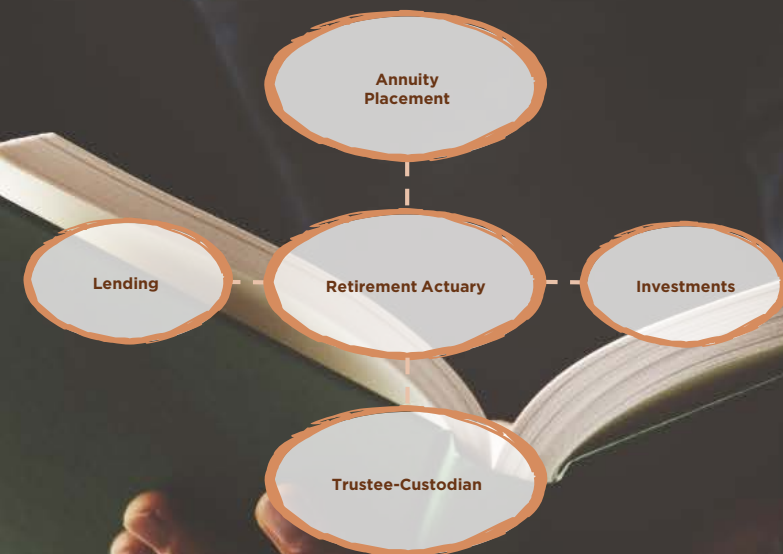 Annuity
Placement
Lending
Retirement Actuary
Investments
Trustee-Custodian